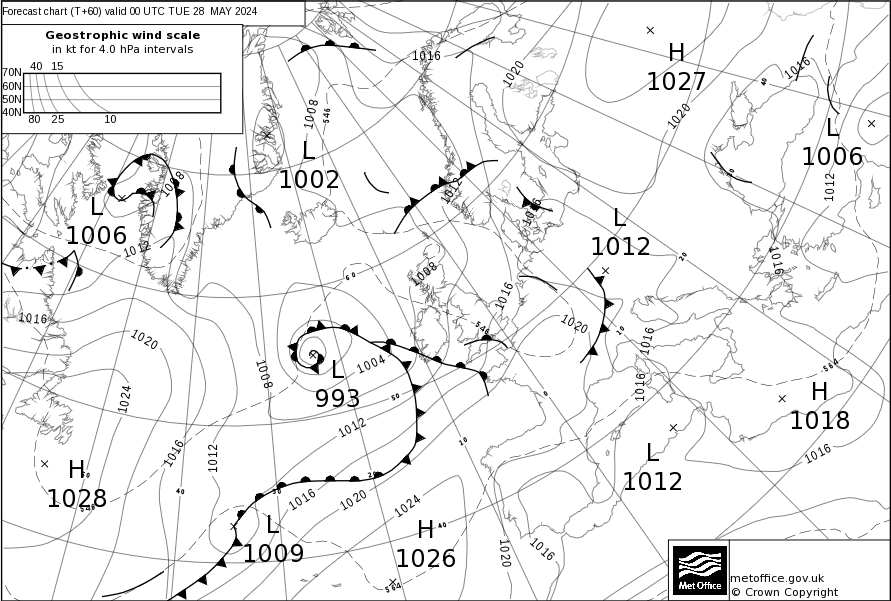 Forecast chart (T+60) valid 00 UTC TUE 28 MAY 2024
Geostrophic wind scale
in kt for 4.0 hPa intervals
40 15
70N
60N
50N
40N
80 25 10
1016
1020
H
1027
1016
1008
546
1020
L
1006
L
1002
1008
1012
1012
1016
L
1006
L
1012
1012
1016
1008
20
60
1016
1016
1020
546
1020
10
1016
1008
1004
L
993
564
1024
50
0
1016
H
1018
1012
1016
1012
10
1016
L
1012
H
1028
50
40
30
20
1016
1020
1024
546
L
1009
H
1026
40
1020
1016
564
Met Office
metoffice.gov.uk
© Crown Copyright